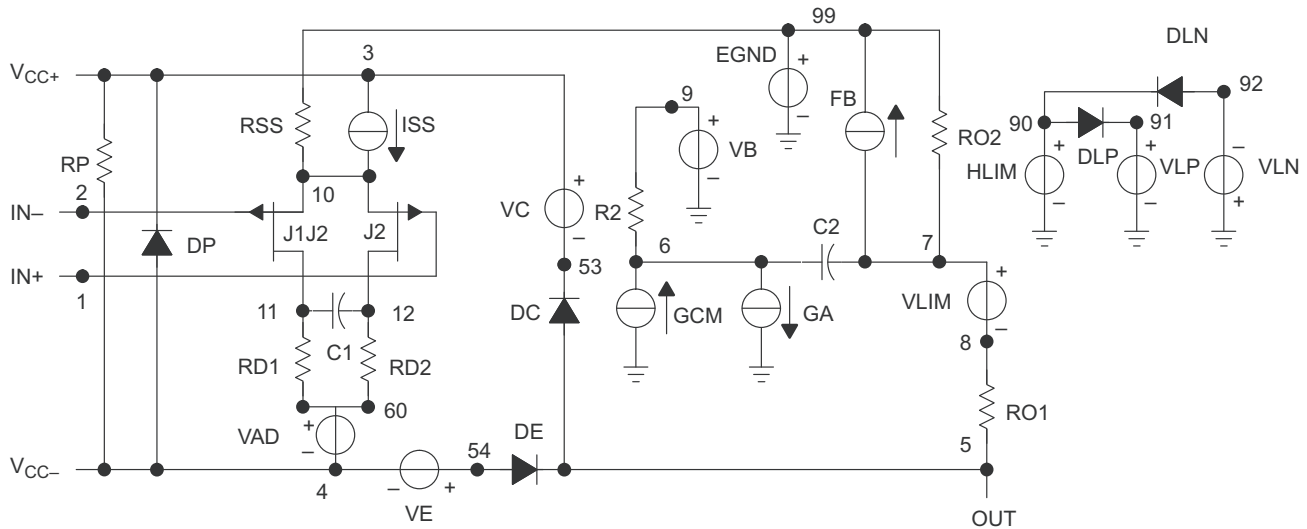 99
3
DLN
V CC+
EGND
+
92
9
FB
ISS
RSS
+
90
91
RP
VB
–
–
RO2
DLP
+
+
–
2
10
+
HLIM
VLP
VLN
IN–
VC
R2
–
–
+
J1J2
J2
–
C2
DP
6
7
IN+
53
+
1
GCM
GA
VLIM
11
12
DC
–
C1
8
RD1
RD2
RO1
60
+
VAD
DE
5
–
54
V CC–
4
–
+
VE
OUT